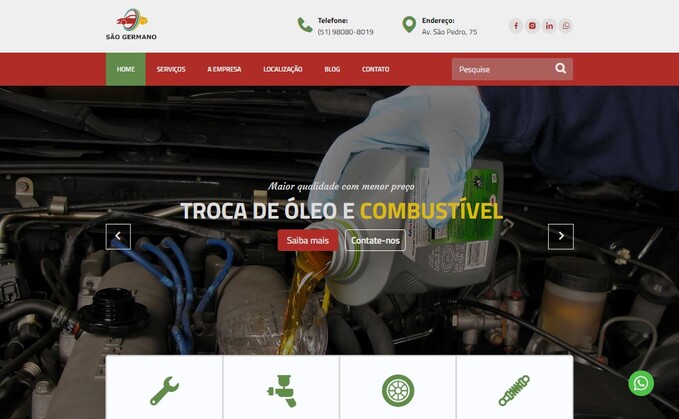 SÃO GERMANO
Telefone:
(51) 98080-8019
Endereço:
Av. São Pedro, 75
HOME
SERVIÇOS
A EMPRESA
LOCALIZAÇÃO
BLOG
CONTATO
Pesquise
Maior qualidade com menor preço
TROCA DE ÓLEO E COMBUSTÍVEL
Saiba mais
Contate-nos